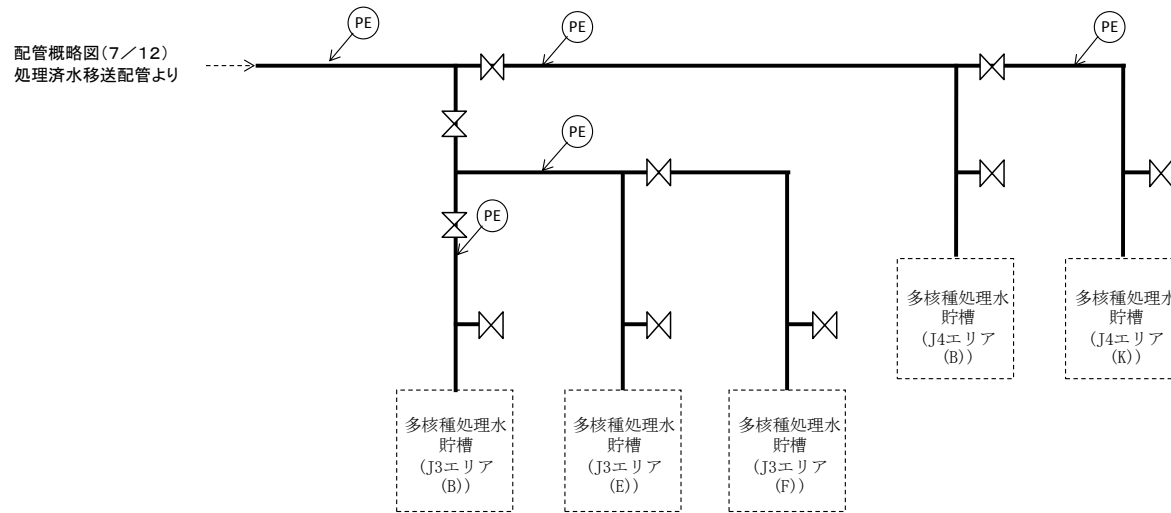 PE
PE
PE
配管概略図(7／12)
処理済水移送配管より
PE
PE
多核種処理水
貯槽
(J4エリア
(B))
多核種処理水
貯槽
(J4エリア
(K))
多核種処理水
貯槽
(J3エリア
(B))
多核種処理水
貯槽
(J3エリア
(E))
多核種処理水
貯槽
(J3エリア
(F))